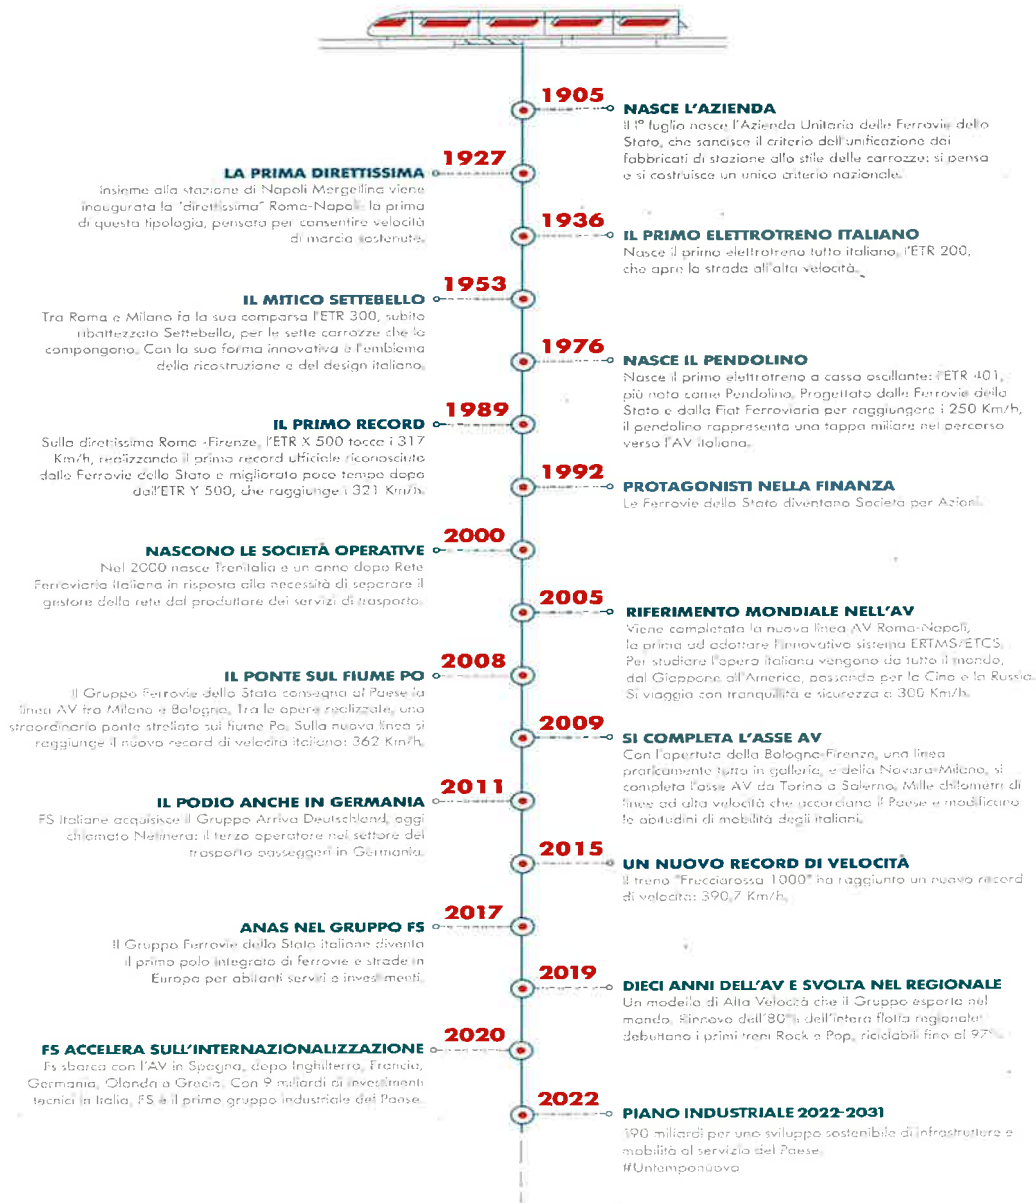 1905
NASCE L'AZIENDA
Il 1° luglio nasce l'Azienda Unitaria delle Ferrovie dello
Stato, che sancisce il criterio dell'unificazione dai
fabbricati di stazione allo stile delle carrozze: si pensa
e si costruisce un unico criterio nazionale.
1927
LA PRIMA DIRETTISSIMA
Insieme alla stazione di Napoli Mergellina viene
inaugurata la "direttissima" Roma-Napoli: la prima
di questa tipologia, pensata per consentire velocità
di marcia sostenute.
1936
IL PRIMO ELETTROTRENO ITALIANO
Nasce il primo elettrotreno tutto italiano, l'ETR 200,
che apre la strada all'alta velocità.
1953
IL MITICO SETTEBELLO
Tra Roma e Milano fa la sua comparsa l'ETR 300, subito
ribattezzato Settebello, per le sette carrozze che lo
compongono. Con la sua forma innovativa è l'emblema
della ricostruzione e del design italiano.
1976
NASCE IL PENDOLINO
Nasce il primo elettrotreno a cassa oscillante: l'ETR 401,
più noto come Pendolino. Progettato dalle Ferrovie dello
Stato e dalla Fiat Ferroviaria per raggiungere i 250 Km/h,
il pendolino rappresenta una tappa miliare nel percorso
verso l'AV italiana.
1989
IL PRIMO RECORD
Sulla direttissima Roma -Firenze, l'ETR X 500 tocca i 317
Km/h, realizzando il primo record ufficiale riconosciuto
dalle Ferrovie dello Stato e migliorato poco tempo dopo
dall'ETR Y 500, che raggiunge i 321 Km/h.
1992
PROTAGONISTI NELLA FINANZA
Le Ferrovie dello Stato diventano Società per Azioni.
2000
NASCONO LE SOCIETÀ OPERATIVE
Nel 2000 nasce Trenitalia e un anno dopo Rete
Ferroviaria Italiana in risposta alla necessità di separare il
gestore della rete dal produttore dei servizi di trasporto.
2005
RIFERIMENTO MONDIALE NELL'AV
Viene completata la nuova linea AV Roma-Napoli,
la prima ad adottare l'innovativo sistema ERTMS/ETCS.
Per studiare l'opera italiana vengono da tutto il mondo,
dal Giappone all'America, passando per la Cina e la Russia.
Si viaggia con tranquillità e sicurezza a 300 Km/h.
2008
IL PONTE SUL FIUME PO
Il Gruppo Ferrovie dello Stato consegna al Paese la
linea AV tra Milano e Bologna. Tra le opere realizzate, uno
straordinario ponte strallato sul fiume Po. Sulla nuova linea si
raggiunge il nuovo record di velocità italiano: 362 Km/h.
2009
SI COMPLETA L'ASSE AV
Con l'apertura della Bologna-Firenze, una linea
praticamente tutta in galleria, e della Novara-Milano, si
completa l'asse AV da Torino a Salerno. Mille chilometri di
linee ad alta velocità che accordano il Paese e modificano
le abitudini di mobilità degli italiani.
2011
IL PODIO ANCHE IN GERMANIA
FS Italiane acquisisce il Gruppo Arriva Deutschland, oggi
chiamato Netinera: il terzo operatore nel settore del
trasporto passeggeri in Germania.
2015
UN NUOVO RECORD DI VELOCITÀ
Il treno "Frecciarossa 1000" ha raggiunto un nuovo record
di velocità: 390,7 Km/h.
2017
ANAS NEL GRUPPO FS
Il Gruppo Ferrovie dello Stato italiane diventa
il primo polo integrato di ferrovie e strade in
Europa per abitanti serviti e investimenti.
2019
DIECI ANNI DELL'AV E SVOLTA NEL REGIONALE
Un modello di Alta Velocità che il Gruppo esporta nel
mondo. Rinnovo dell'80% dell'intera flotta regionale:
debuttano i primi treni Rock e Pop, riciclabili fino al 97%.
2020
FS ACCELERA SULL'INTERNAZIONALIZZAZIONE
Fs sbarca con l'AV in Spagna, dopo Inghilterra, Francia,
Germania, Olanda e Grecia. Con 9 miliardi di investimenti
tecnici in Italia, FS è il primo gruppo industriale del Paese.
2022
PIANO INDUSTRIALE 2022-2031
190 miliardi per uno sviluppo sostenibile di infrastrutture e
mobilità al servizio del Paese.
#Untemponuovo